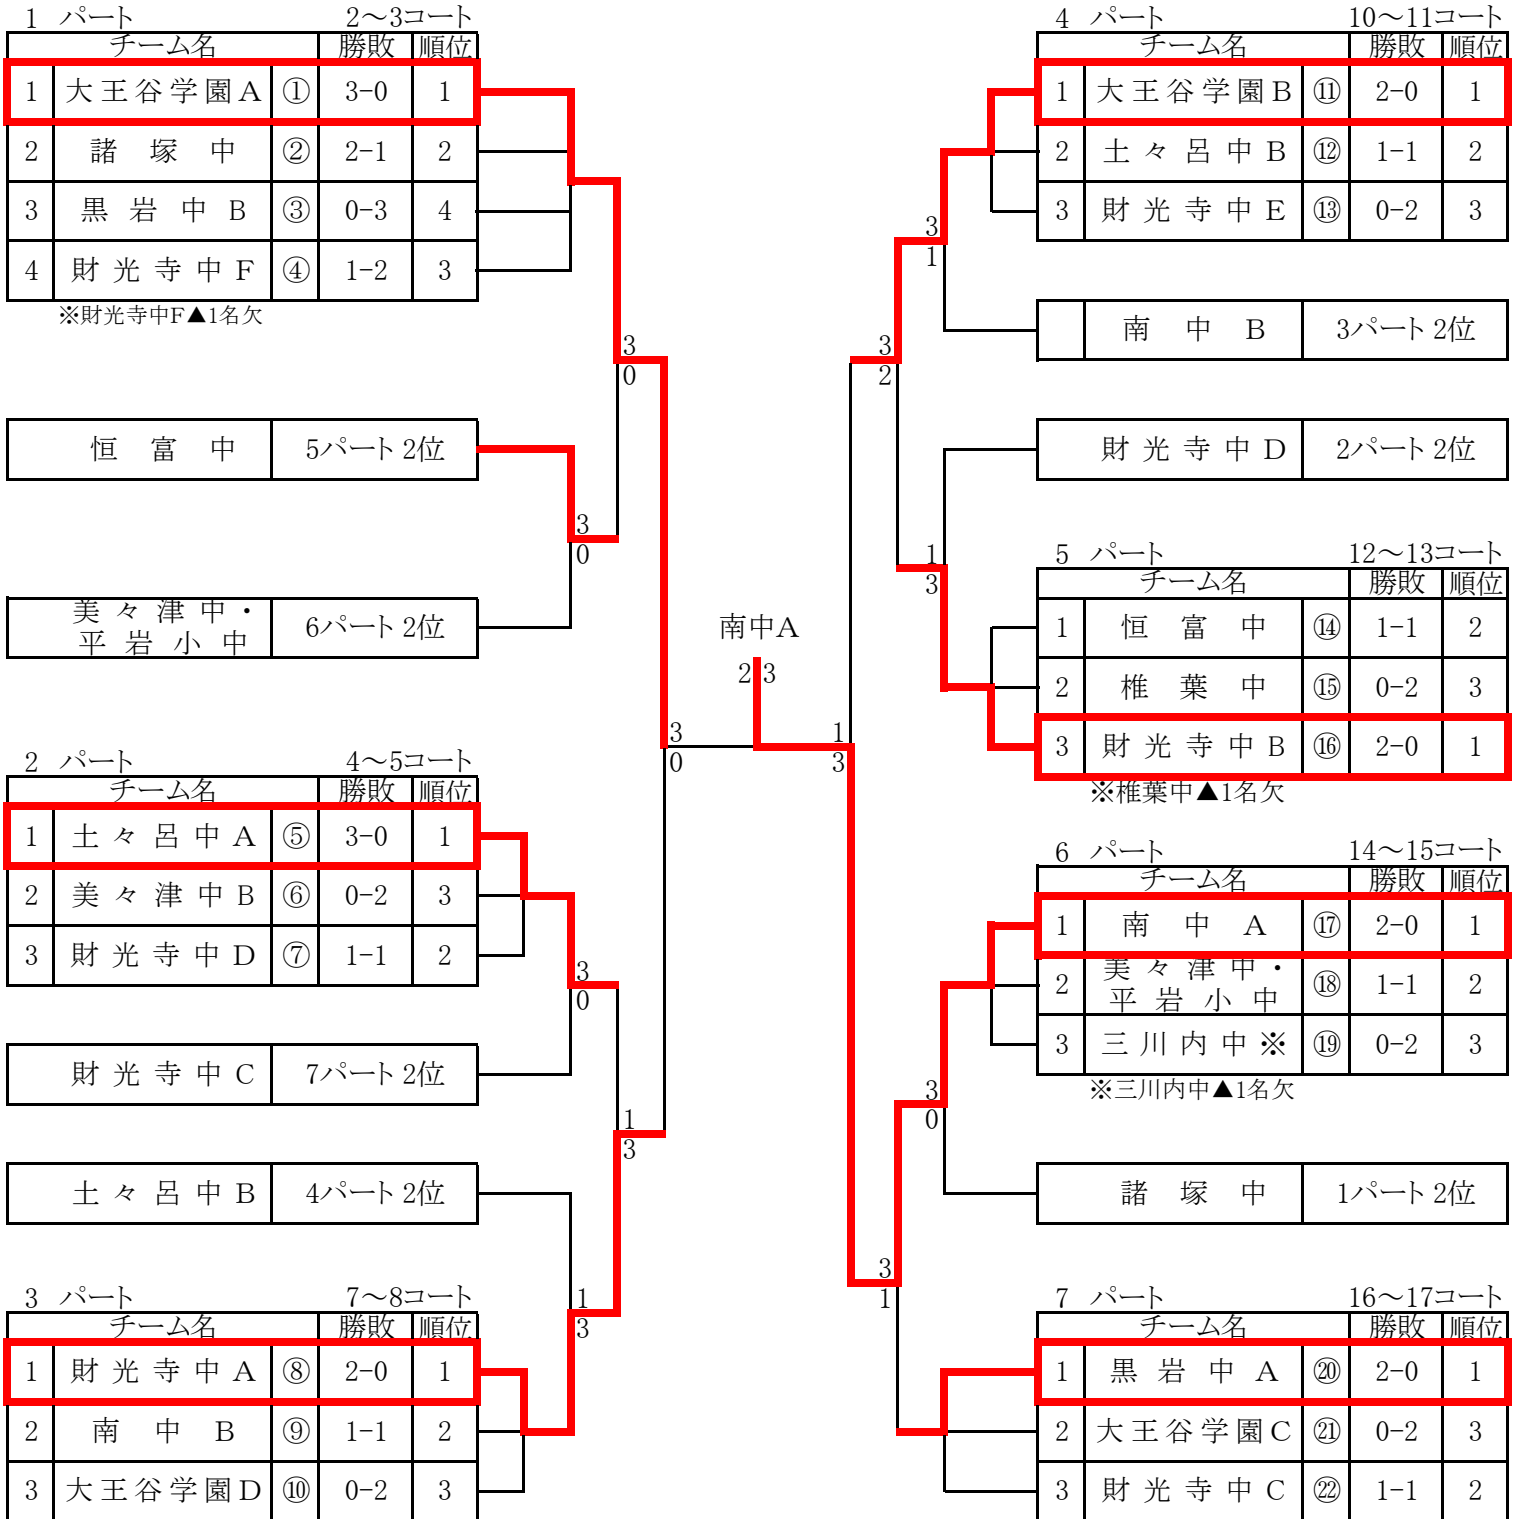 1 パート 2～3コート
チーム名 勝敗 順位
1 大王谷学園A ① 3-0 1
2 諸塚中 ② 2-1 2
3 黒岩中B ③ 0-3 4
4 財光寺中F ④ 1-2 3
※財光寺中F▲1名欠
3
0
恒富中 5パート 2位
3
0
美々津中・
平岩小中 6パート 2位
3
0
2 パート 4～5コート
チーム名 勝敗 順位
1 土々呂中A ⑤ 3-0 1
2 美々津中B ⑥ 0-2 3
3 財光寺中D ⑦ 1-1 2
3
0
財光寺中C 7パート 2位
1
3
土々呂中B 4パート 2位
1
3
3 パート 7～8コート
チーム名 勝敗 順位
1 財光寺中A ⑧ 2-0 1
2 南中B ⑨ 1-1 2
3 大王谷学園D ⑩ 0-2 3
南中A
2 3
4 パート 10～11コート
チーム名 勝敗 順位
1 大王谷学園B ⑪ 2-0 1
2 土々呂中B ⑫ 1-1 2
3 財光寺中E ⑬ 0-2 3
3
1
南中B 3パート 2位
3
2
財光寺中D 2パート 2位
1
3
5 パート 12～13コート
チーム名 勝敗 順位
1 恒富中 ⑭ 1-1 2
2 椎葉中 ⑮ 0-2 3
3 財光寺中B ⑯ 2-0 1
※椎葉中▲1名欠
1
3
6 パート 14～15コート
チーム名 勝敗 順位
1 南中A ⑰ 2-0 1
2 美々津中・
平岩小中 ⑱ 1-1 2
3 三川内中※ ⑲ 0-2 3
※三川内中▲1名欠
3
0
諸塚中 1パート 2位
3
1
7 パート 16～17コート
チーム名 勝敗 順位
1 黒岩中A ⑳ 2-0 1
2 大王谷学園C ㉑ 0-2 3
3 財光寺中C ㉒ 1-1 2